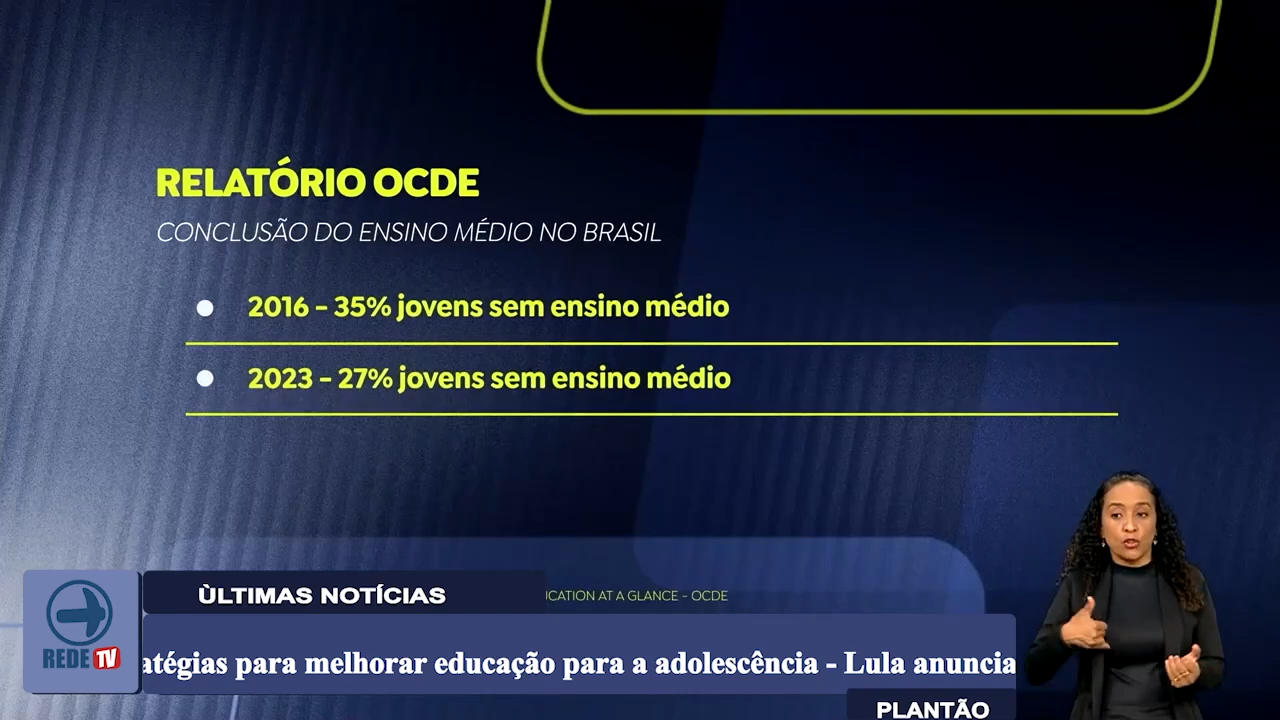 RELATÓRIO OCDE
CONCLUSÃO DO ENSINO MÉDIO NO BRASIL
2016 - 35% jovens sem ensino médio
2023 - 27% jovens sem ensino médio
ÙLTIMAS NOTÍCIAS
ICATION AT A GLANCE - OCDE
REDE TV
atégias para melhorar educação para a adolescência - Lula anuncia
PLANTÃO